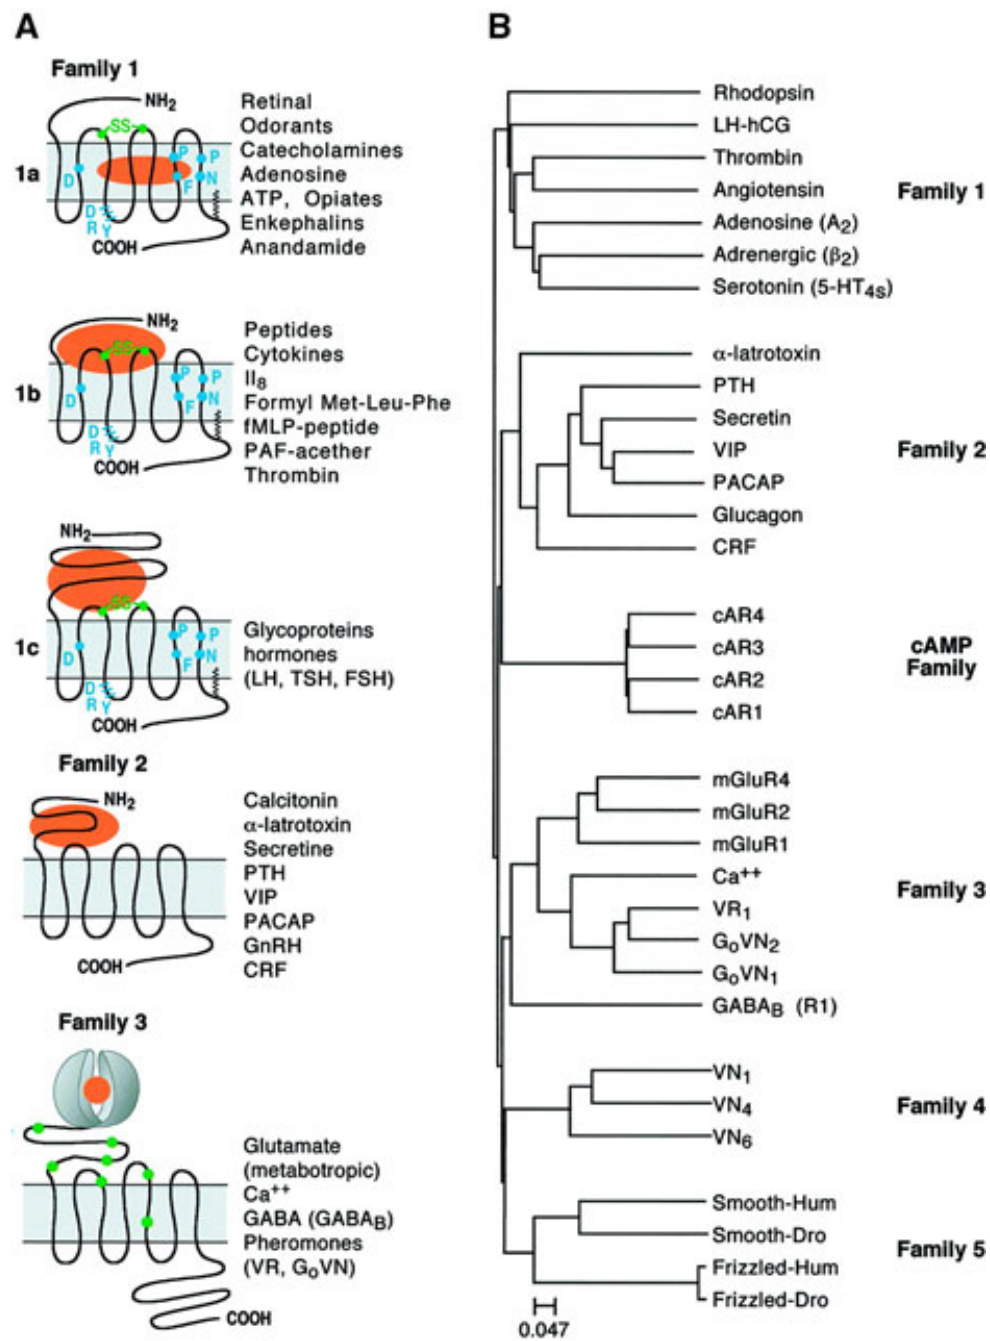 A
Family 1
1a
NH2
SS
D
P
P
F
N
D
R
Y
COOH
Retinal
Odorants
Catecholamines
Adenosine
ATP, Opiates
Enkephalins
Anandamide
1b
NH2
SS
D
P
P
F
N
D
R
Y
COOH
Peptides
Cytokines
Il8
Formyl Met-Leu-Phe
fMLP-peptide
PAF-acether
Thrombin
1c
NH2
SS
D
P
P
F
N
D
R
Y
COOH
Glycoproteins
hormones
(LH, TSH, FSH)
Family 2
NH2
COOH
Calcitonin
α-latrotoxin
Secretine
PTH
VIP
PACAP
GnRH
CRF
Family 3
COOH
Glutamate
(metabotropic)
Ca++
GABA (GABAB)
Pheromones
(VR, GoVN)
B
Rhodopsin
LH-hCG
Thrombin
Angiotensin
Adenosine (A2)
Adrenergic (β2)
Serotonin (5-HT4s)
Family 1
α-latrotoxin
PTH
Secretin
VIP
PACAP
Glucagon
CRF
Family 2
cAR4
cAR3
cAR2
cAR1
cAMP
Family
mGluR4
mGluR2
mGluR1
Ca++
VR1
GoVN2
GoVN1
GABAB (R1)
Family 3
VN1
VN4
VN6
Family 4
Smooth-Hum
Smooth-Dro
Frizzled-Hum
Frizzled-Dro
Family 5
0.047